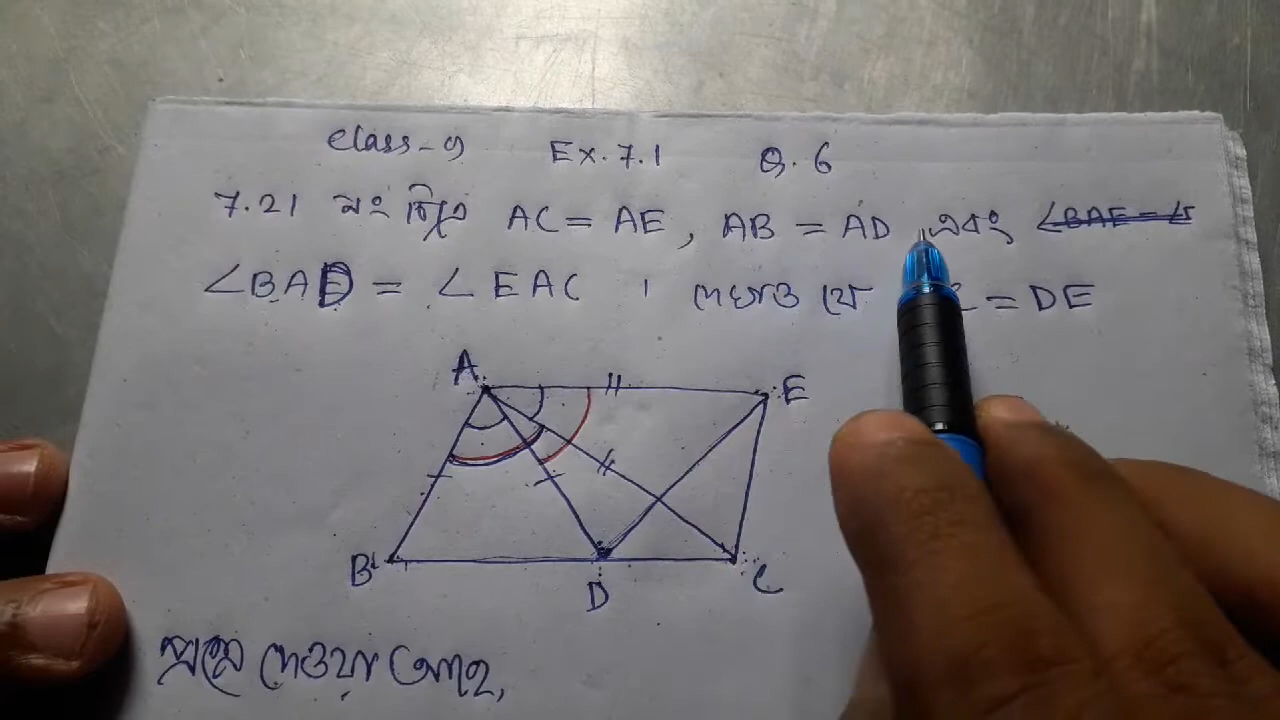 class-9 Ex. 7.1 Q. 6
7.21 নং চিত্রে AC = AE, AB = AD এবং
∠BAD = ∠EAC । দেখাও যে = DE
A
E
B
D
C
প্রশ্নে দেওয়া আছে,